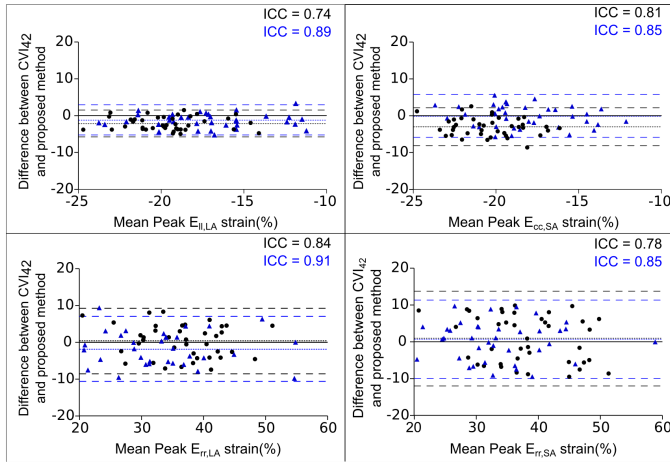 ICC = 0.74
ICC = 0.89
20
10
0
-10
-20
-25
-20
-15
-10
Difference between CVI42
and proposed method
Mean Peak Ell,LA strain(%)
ICC = 0.81
ICC = 0.85
20
10
0
-10
-20
-25
-20
-15
-10
Difference between CVI42
and proposed method
Mean Peak Ecc,SA strain(%)
ICC = 0.84
ICC = 0.91
20
10
0
-10
-20
20
30
40
50
60
Difference between CVI42
and proposed method
Mean Peak Err,LA strain(%)
ICC = 0.78
ICC = 0.85
20
10
0
-10
-20
20
30
40
50
60
Difference between CVI42
and proposed method
Mean Peak Err,SA strain(%)